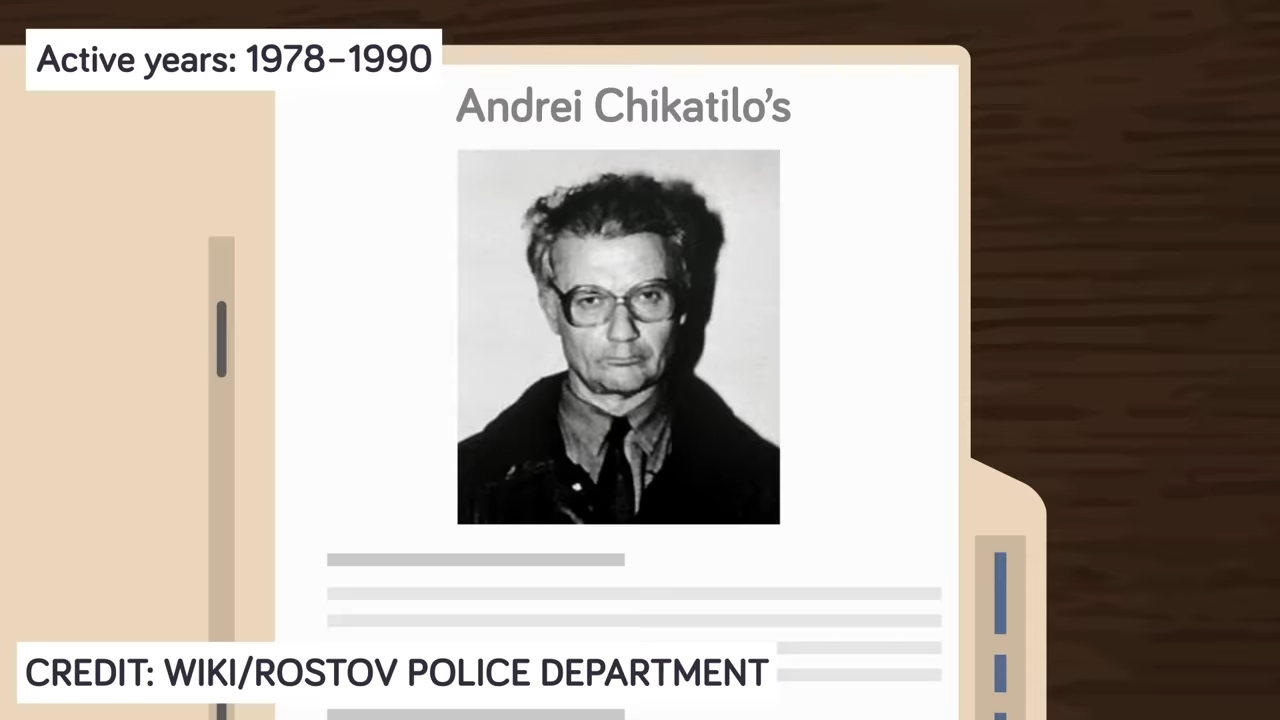 Active years: 1978–1990
Andrei Chikatilo’s
CREDIT: WIKI/ROSTOV POLICE DEPARTMENT